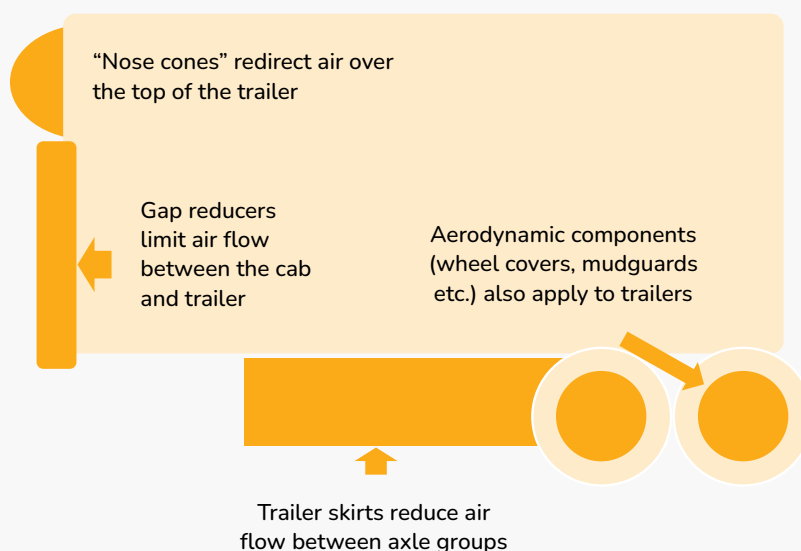 “Nose cones” redirect air over
the top of the trailer
Gap reducers
limit air flow
between the cab
and trailer
Aerodynamic components
(wheel covers, mudguards
etc.) also apply to trailers
Trailer skirts reduce air
flow between axle groups